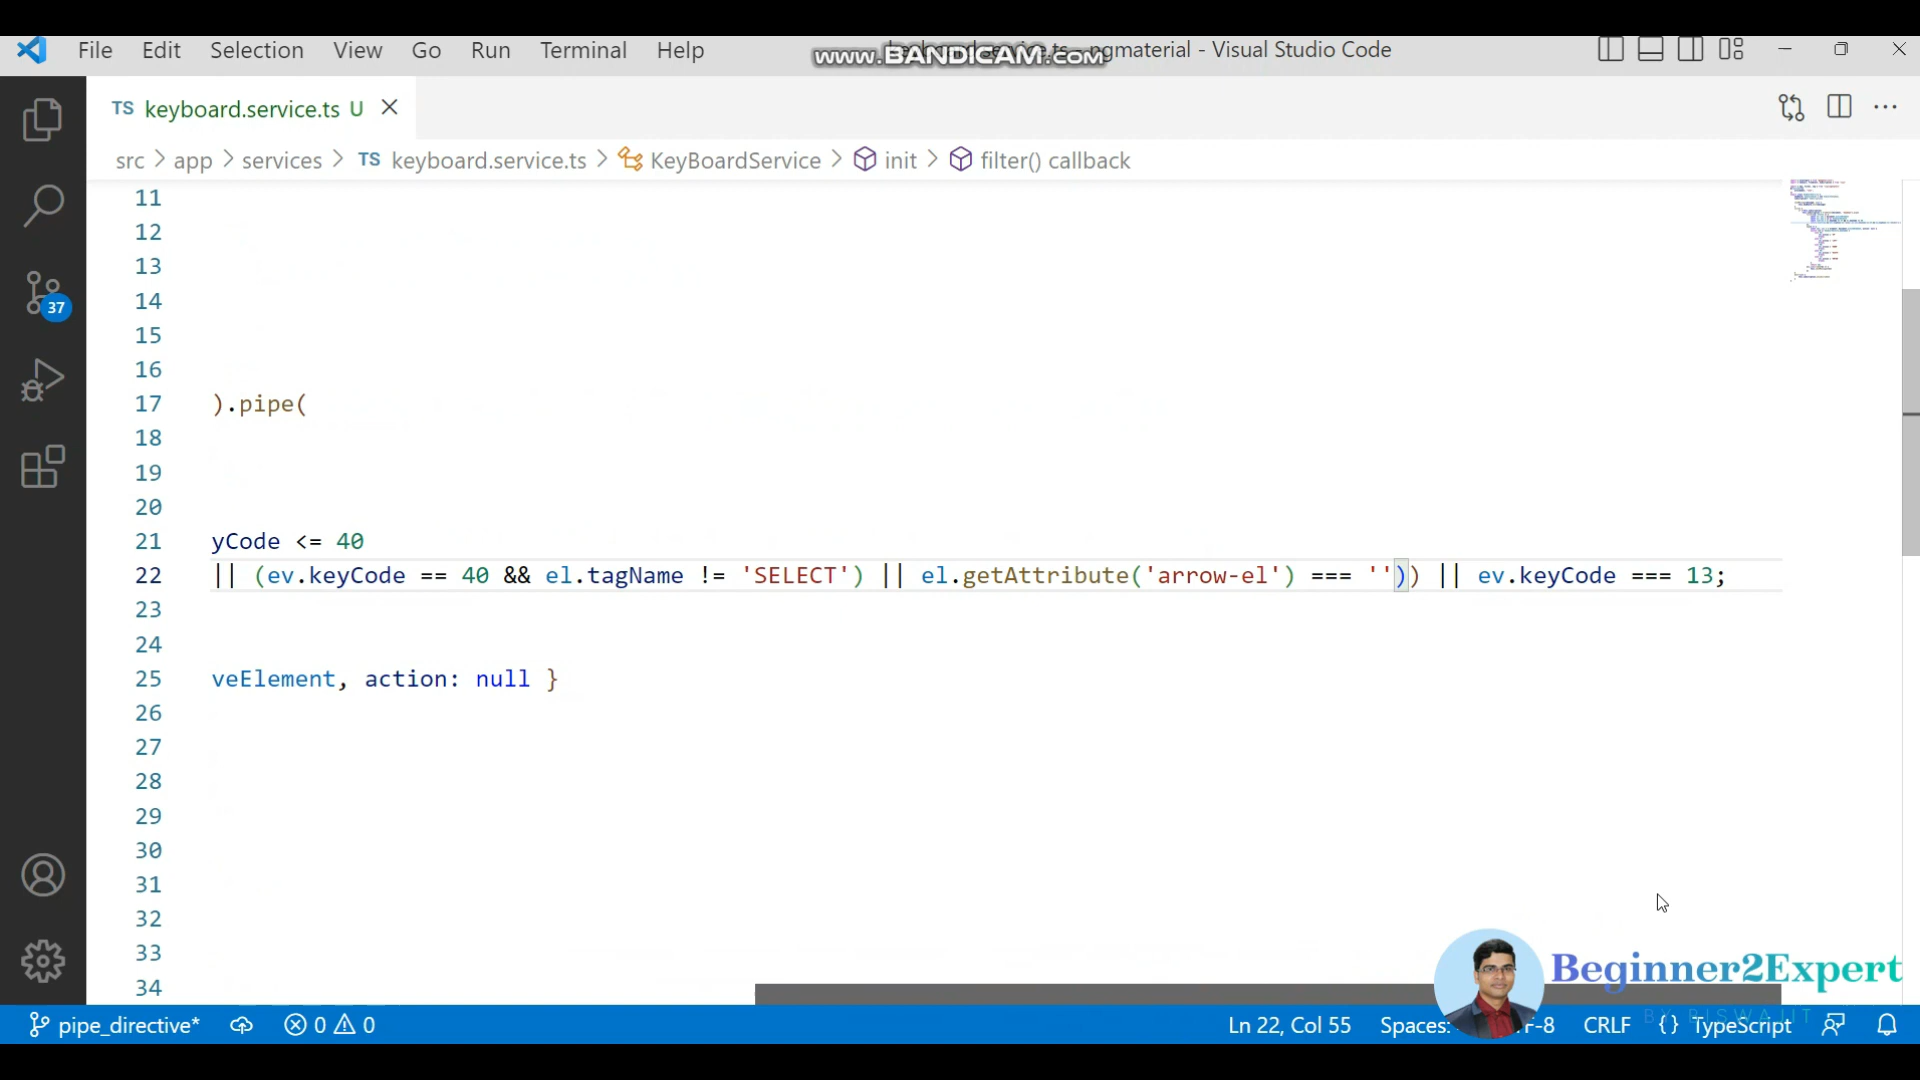 File Edit Selection View Go Run Terminal Help
www.BANDICAM.com
ngmaterial - Visual Studio Code
TS keyboard.service.ts U
src > app > services > TS keyboard.service.ts > KeyBoardService > init > filter() callback
11
12
13
14
15
16
17 ).pipe(
18
19
20
21 yCode <= 40
22 || (ev.keyCode == 40 && el.tagName != 'SELECT') || el.getAttribute('arrow-el') === '')) || ev.keyCode === 13;
23
24
25 veElement, action: null }
26
27
28
29
30
31
32
33
34
37
Beginner2Expert
BY BISWAJIT
pipe_directive* 0 0 Ln 22, Col 55 Spaces: F-8 CRLF {} TypeScript